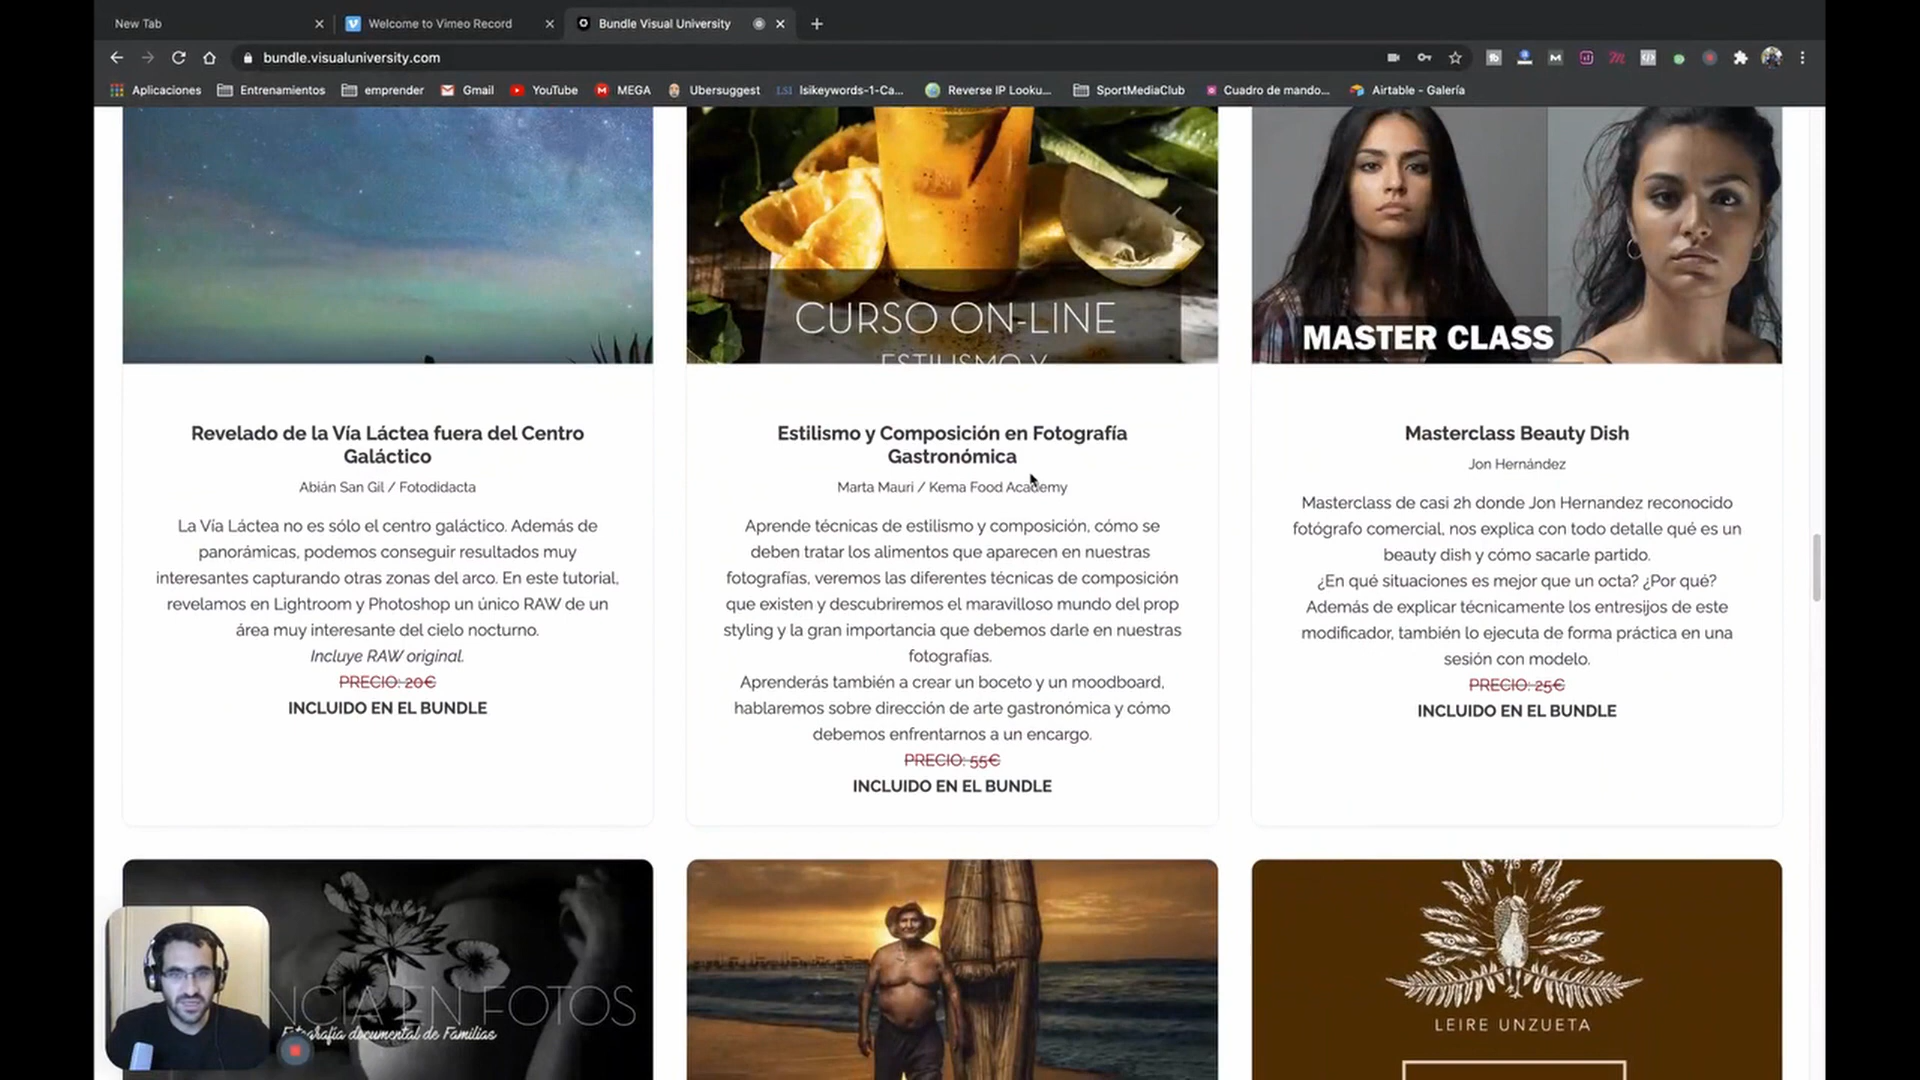 New Tab
Welcome to Vimeo Record
Bundle Visual University
bundle.visualuniversity.com
Aplicaciones
Entrenamientos
emprender
Gmail
YouTube
MEGA
Ubersuggest
LSI lsikeywords-1-Ca...
Reverse IP Looku...
SportMediaClub
Cuadro de mando...
Airtable - Galería
CURSO ON-LINE
ESTILISMO Y
MASTER CLASS
Revelado de la Vía Láctea fuera del Centro
Galáctico
Abián San Gil / Fotodidacta
La Vía Láctea no es sólo el centro galáctico. Además de
panorámicas, podemos conseguir resultados muy
interesantes capturando otras zonas del arco. En este tutorial,
revelamos en Lightroom y Photoshop un único RAW de un
área muy interesante del cielo nocturno.
Incluye RAW original.
PRECIO: 20€
INCLUIDO EN EL BUNDLE
Estilismo y Composición en Fotografía
Gastronómica
Marta Mauri / Kema Food Academy
Aprende técnicas de estilismo y composición, cómo se
deben tratar los alimentos que aparecen en nuestras
fotografías, veremos las diferentes técnicas de composición
que existen y descubriremos el maravilloso mundo del prop
styling y la gran importancia que debemos darle en nuestras
fotografías.
Aprenderás también a crear un boceto y un moodboard,
hablaremos sobre dirección de arte gastronómica y cómo
debemos enfrentarnos a un encargo.
PRECIO: 55€
INCLUIDO EN EL BUNDLE
Masterclass Beauty Dish
Jon Hernández
Masterclass de casi 2h donde Jon Hernandez reconocido
fotógrafo comercial, nos explica con todo detalle qué es un
beauty dish y cómo sacarle partido.
¿En qué situaciones es mejor que un octa? ¿Por qué?
Además de explicar técnicamente los entresijos de este
modificador, también lo ejecuta de forma práctica en una
sesión con modelo.
PRECIO: 25€
INCLUIDO EN EL BUNDLE
NCIA EN FOTOS
Fotografía documental de Familias
LEIRE UNZUETA